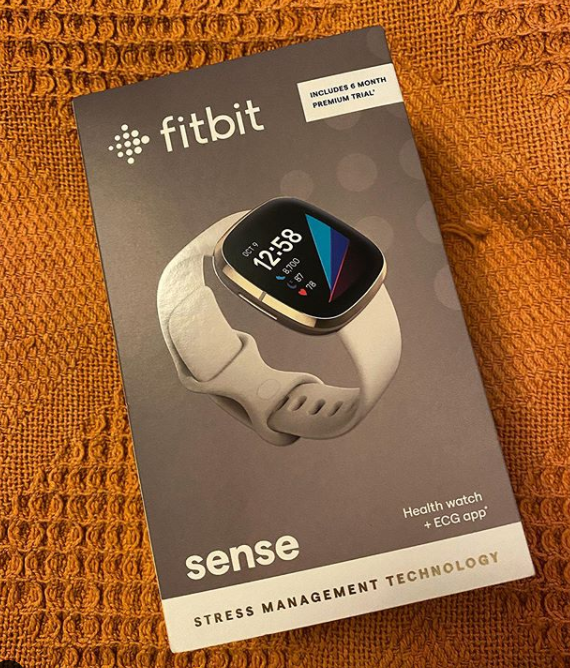 INCLUDES 6 MONTH
PREMIUM TRIAL*
fitbit
OCT 9
12:58
8,700
87
78
Health watch
+ ECG app*
sense
STRESS MANAGEMENT TECHNOLOGY